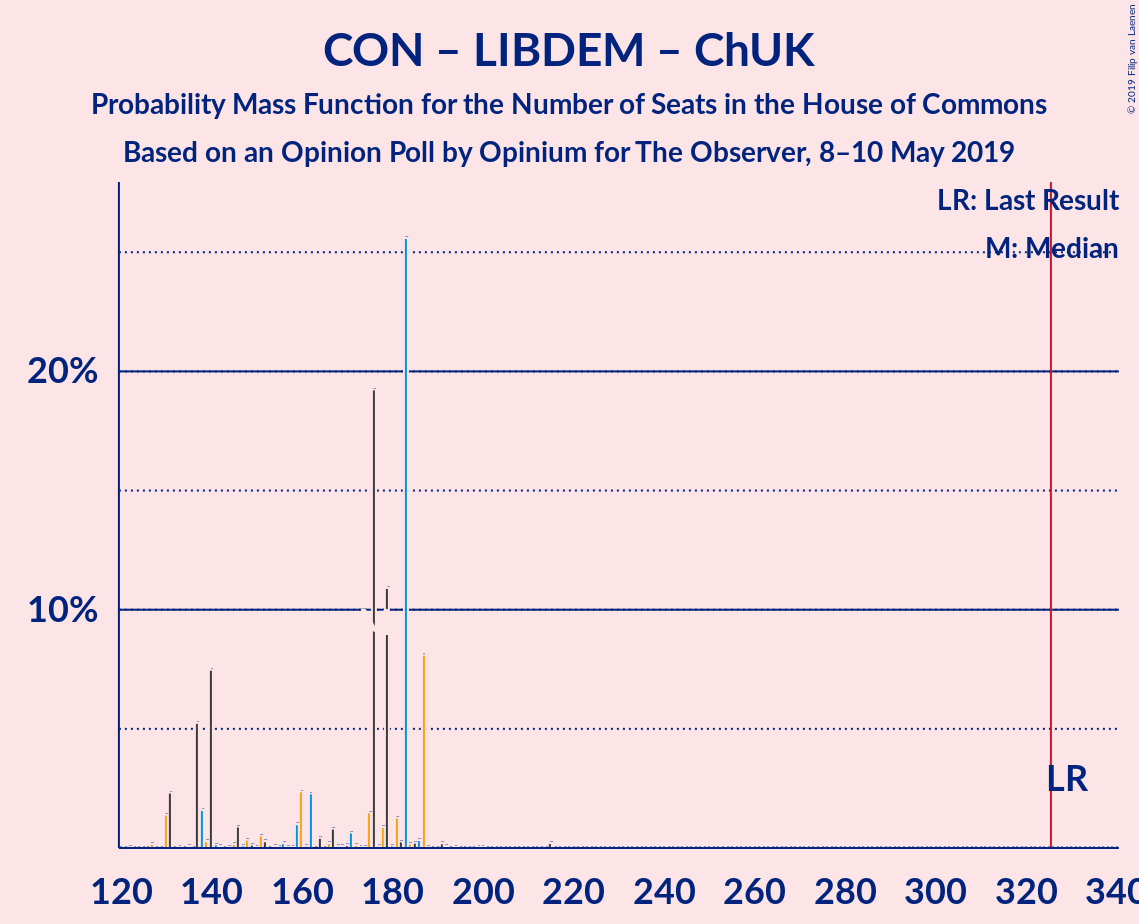 CON – LIBDEM – ChUK
Probability Mass Function for the Number of Seats in the House of Commons
Based on an Opinion Poll by Opinium for The Observer, 8–10 May 2019
© 2019 Filip van Laenen
LR: Last Result
M: Median
20%
10%
LR
120 140 160 180 200 220 240 260 280 300 320 340